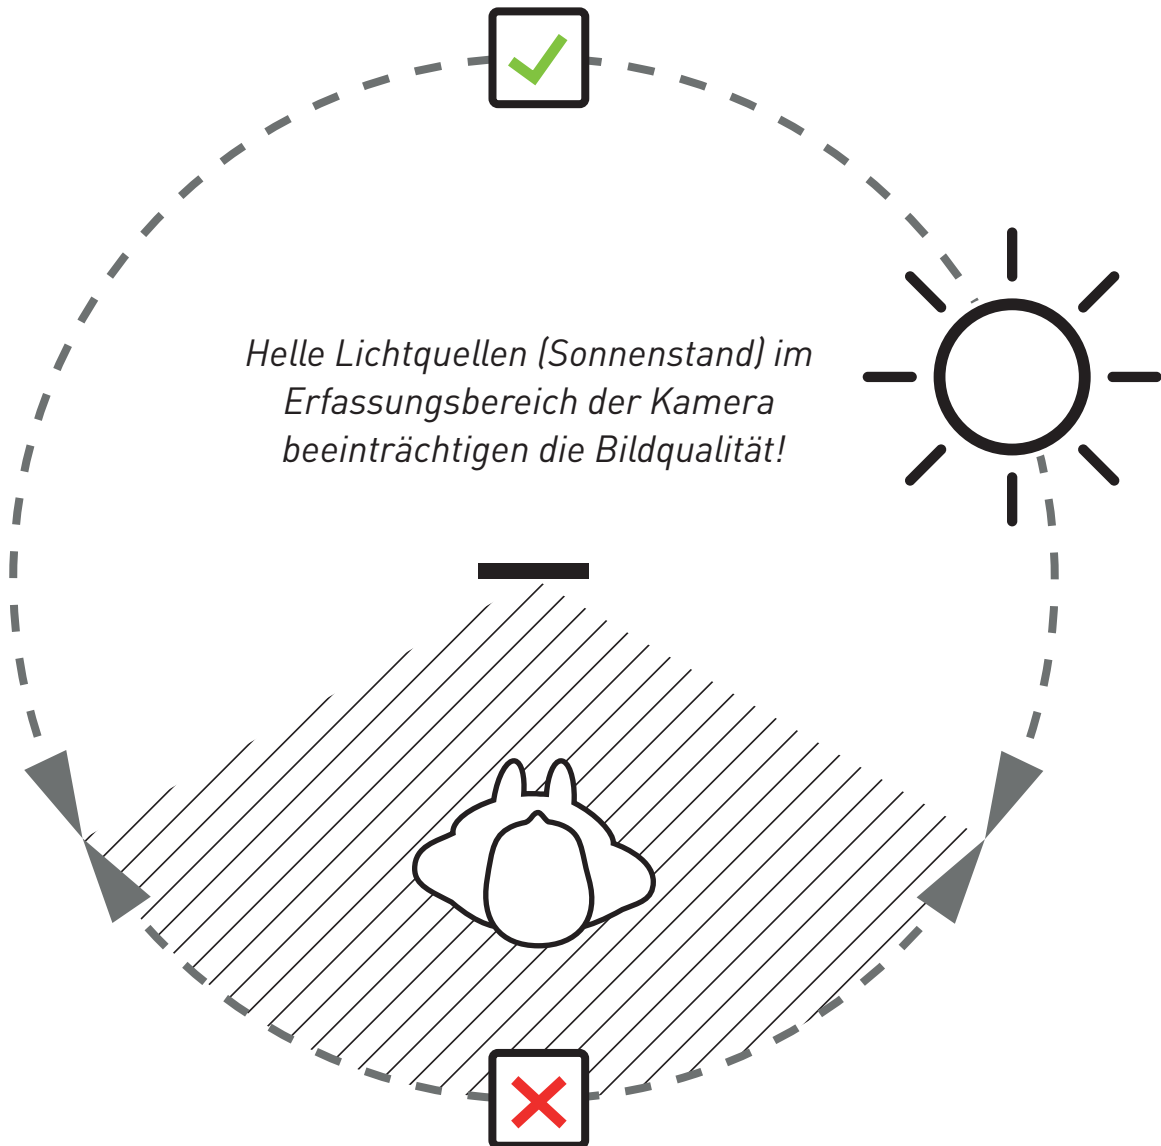 Helle Lichtquellen (Sonnenstand) im
Erfassungsbereich der Kamera
beeinträchtigen die Bildqualität!